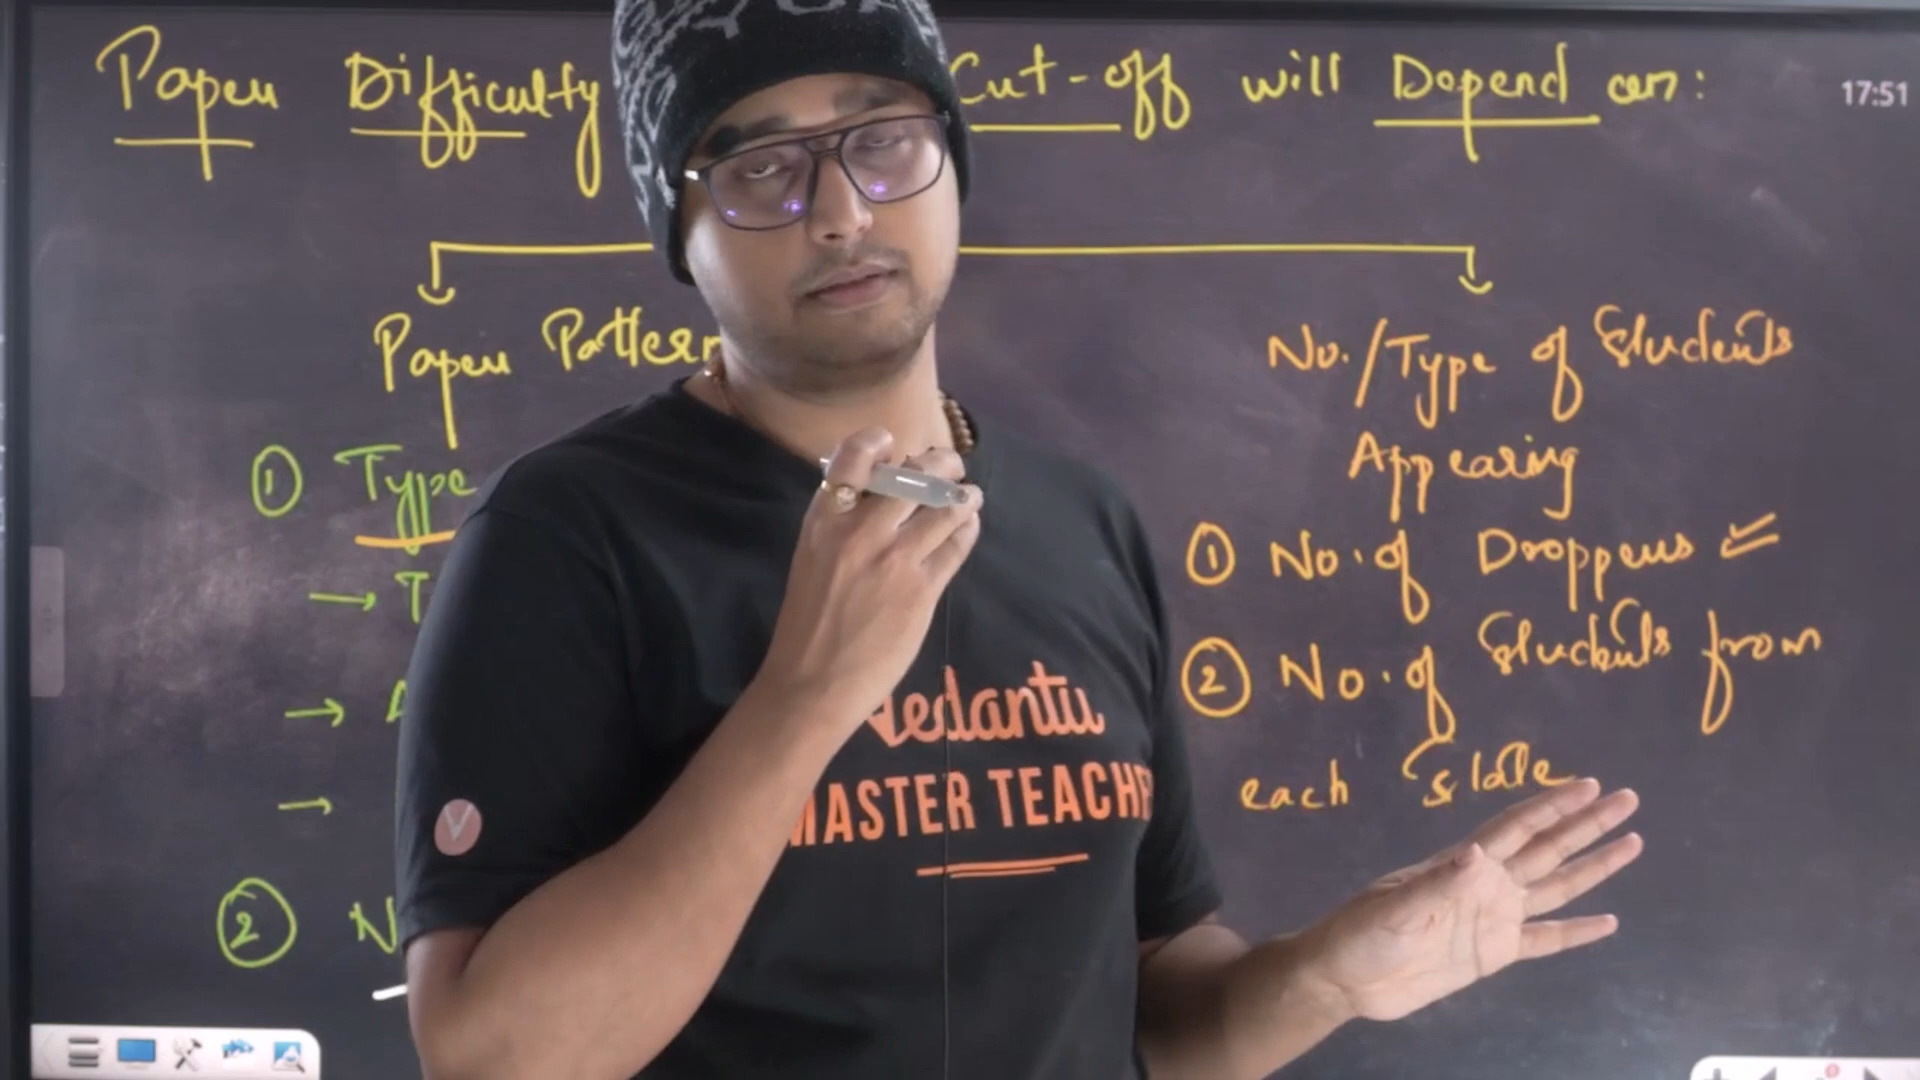 Paper Difficulty Cut-off will Depend on:
17:51
Paper Pattern
No./Type of Students
Appearing
① Type
① No. of Droppers
→ T
② No. of Students from
→
each State
→
② N
Vedantu
MASTER TEACHE
V